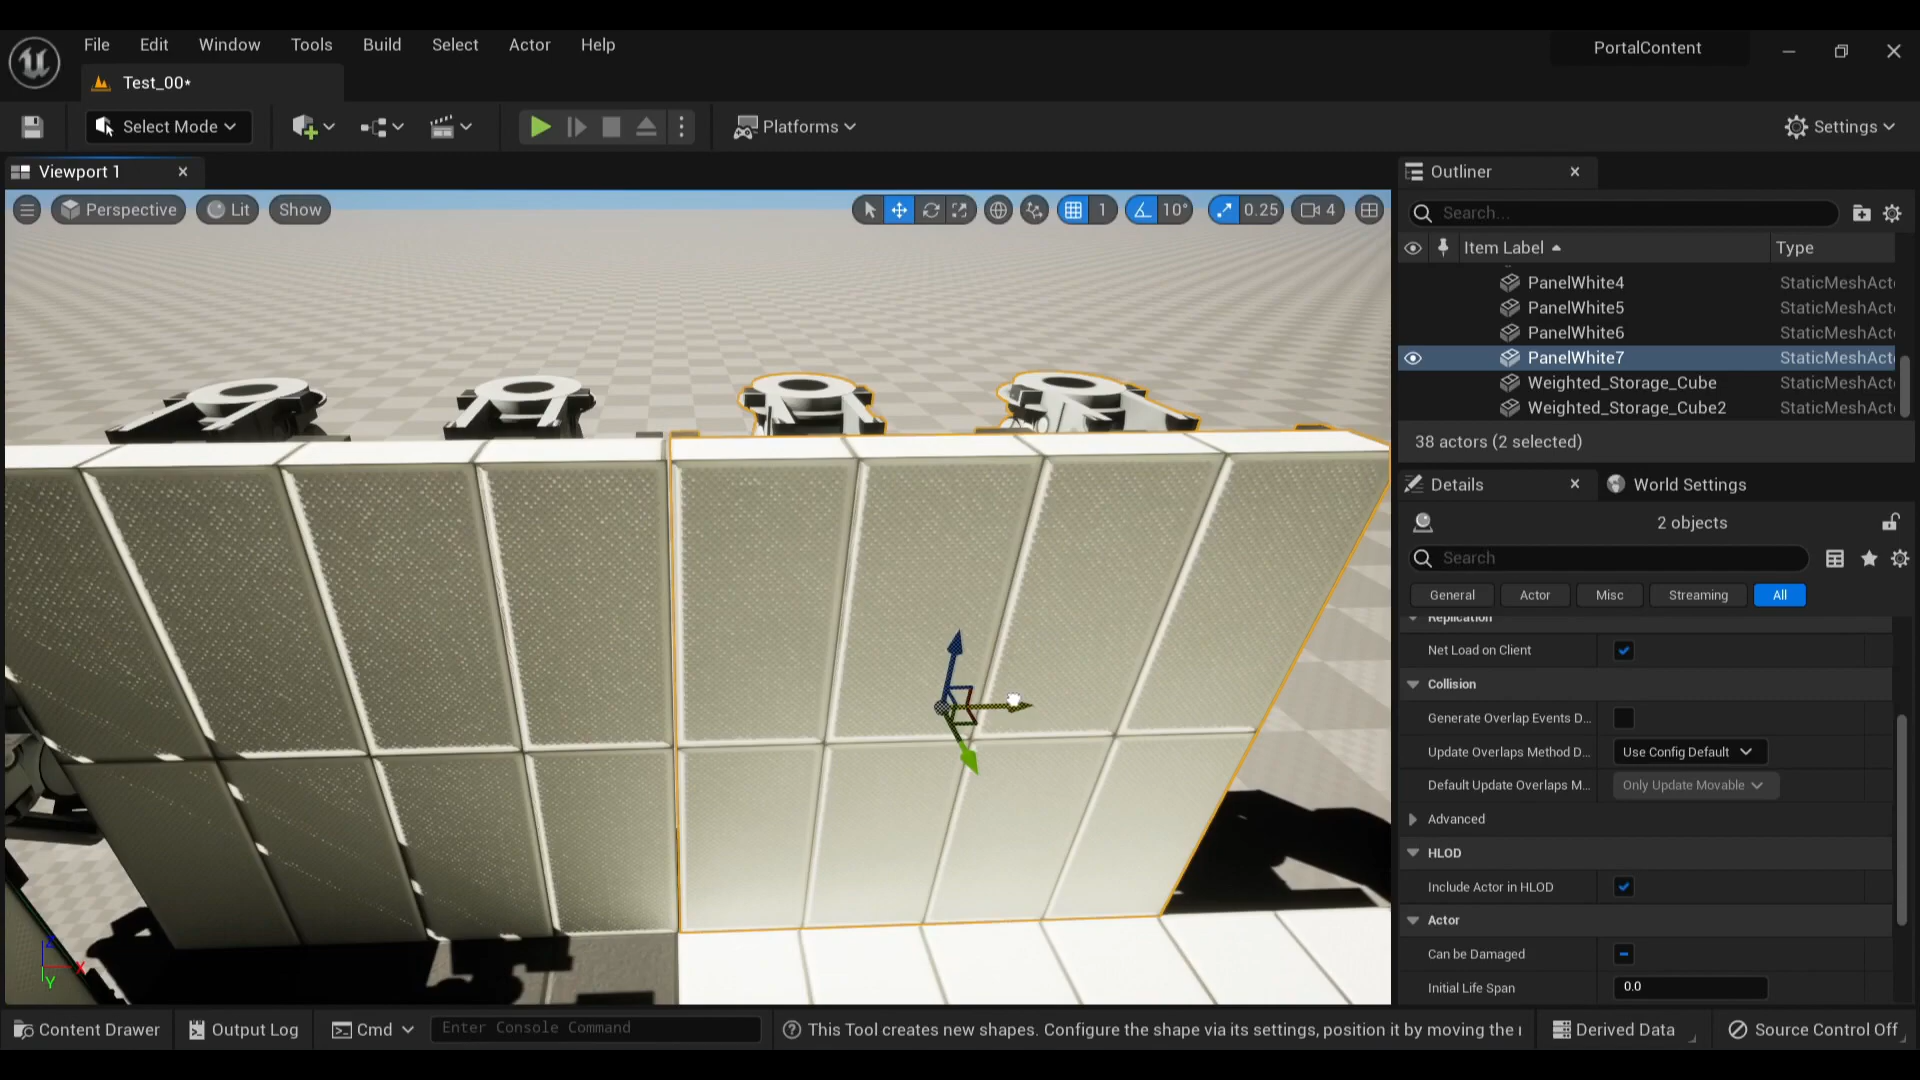 File Edit Window Tools Build Select Actor Help
PortalContent
Test_00*
Select Mode
Platforms
Settings
Viewport 1
Outliner
Perspective Lit Show
1 10° 0.25 4
Search...
Item Label Type
PanelWhite4 StaticMeshAct
PanelWhite5 StaticMeshAct
PanelWhite6 StaticMeshAct
PanelWhite7 StaticMeshAct
Weighted_Storage_Cube StaticMeshAct
Weighted_Storage_Cube2 StaticMeshAct
38 actors (2 selected)
Details World Settings
2 objects
Search
General Actor Misc Streaming All
Replication
Net Load on Client
Collision
Generate Overlap Events D...
Update Overlaps Method D... Use Config Default
Default Update Overlaps M... Only Update Movable
Advanced
HLOD
Include Actor in HLOD
Actor
Can be Damaged
Initial Life Span 0.0
Z
X
Y
Content Drawer Output Log Cmd Enter Console Command This Tool creates new shapes. Configure the shape via its settings, position it by moving the Derived Data Source Control Off